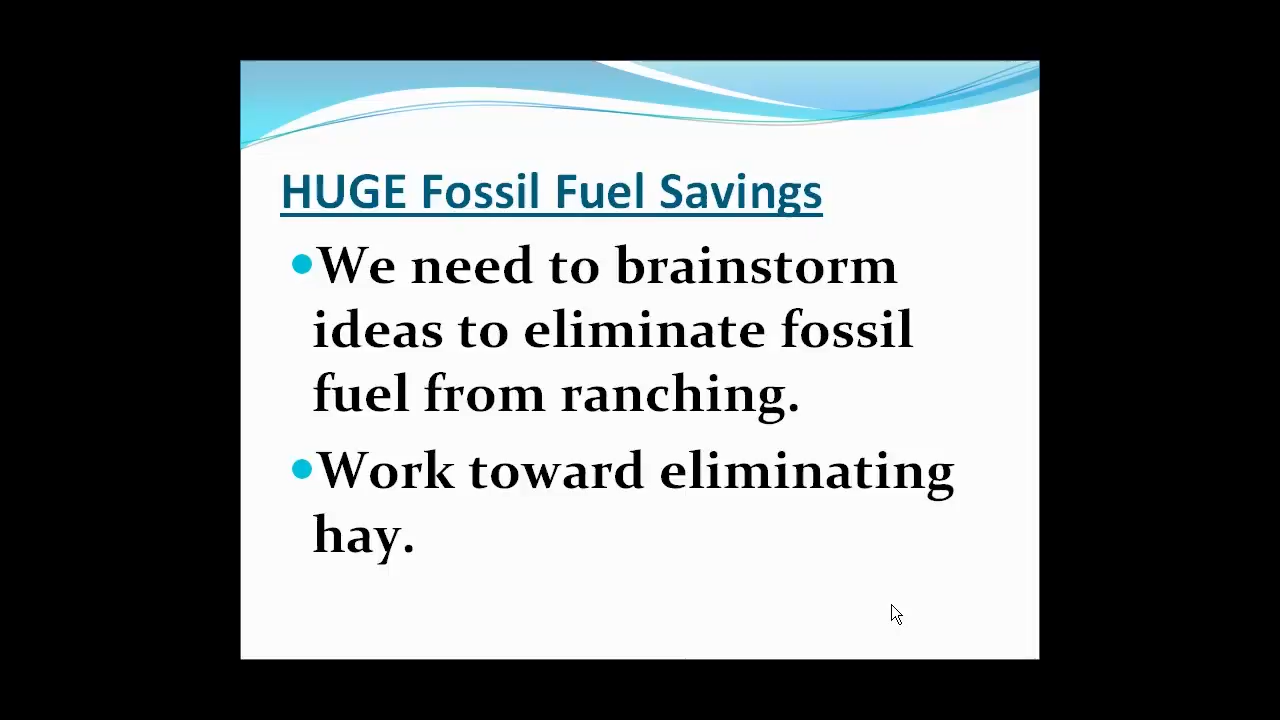 HUGE Fossil Fuel Savings
•We need to brainstorm
ideas to eliminate fossil
fuel from ranching.
•Work toward eliminating
hay.